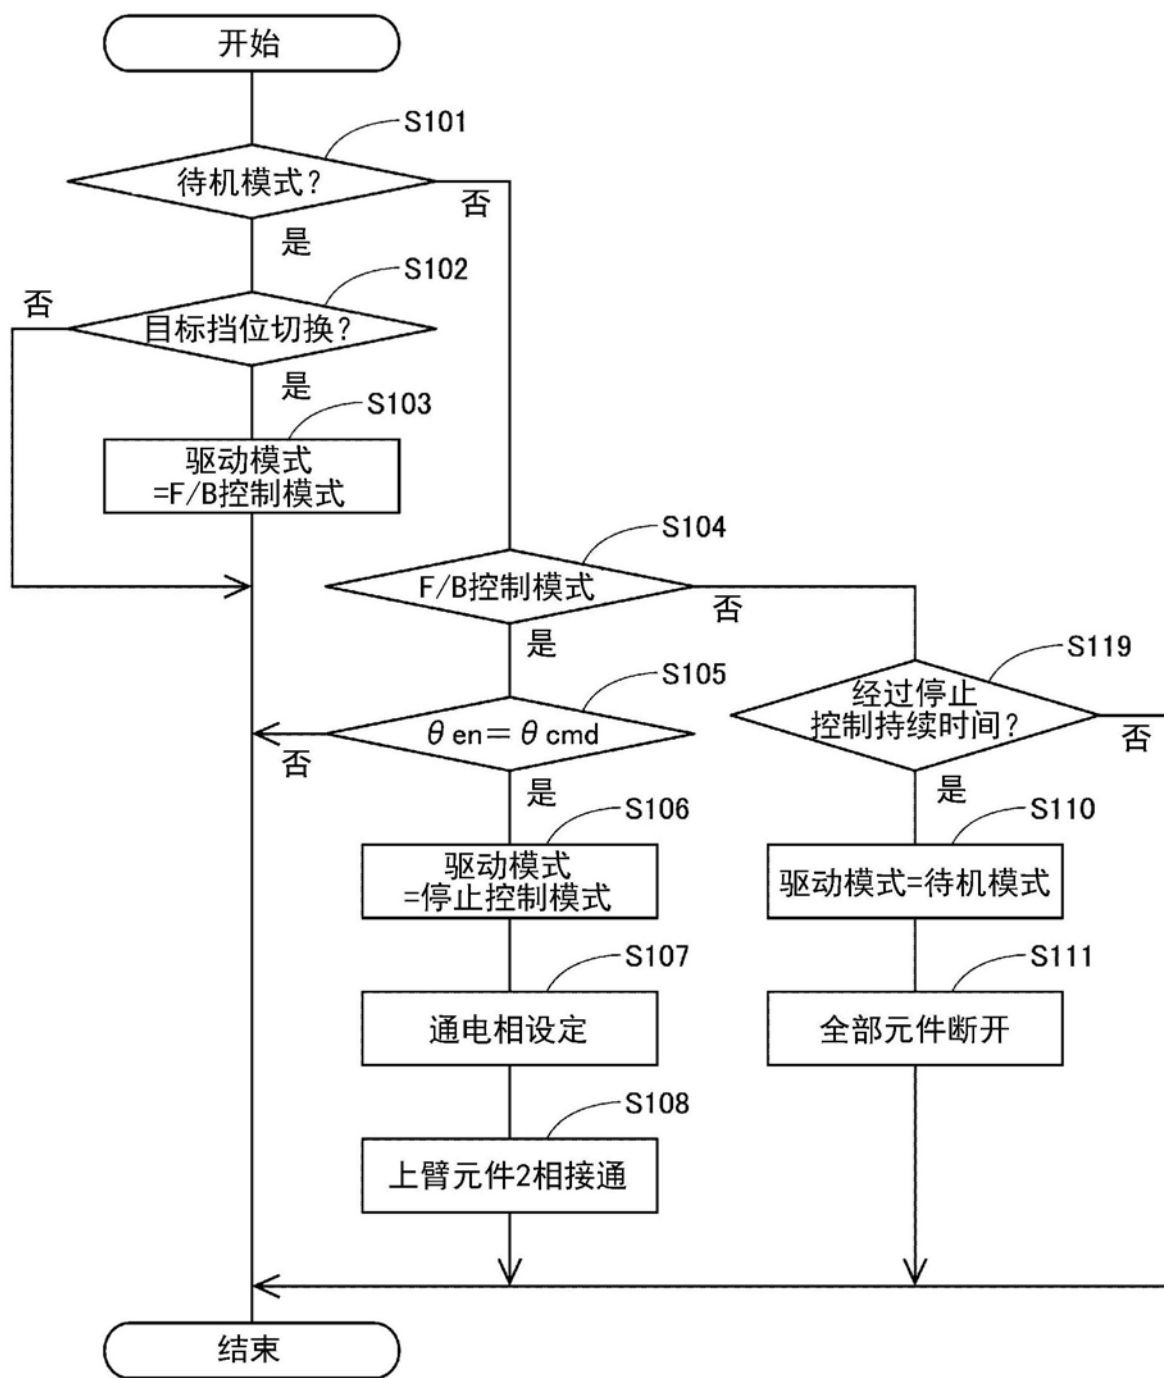 开始
S101
待机模式?
否
是
S102
否
目标挡位切换?
是
S103
驱动模式
=F/B控制模式
S104
F/B控制模式
否
是
S119
经过停止
控制持续时间?
否
是
S105
θen=θcmd
否
是
S106
驱动模式
=停止控制模式
S110
驱动模式=待机模式
S107
通电相设定
S111
全部元件断开
S108
上臂元件2相接通
结束